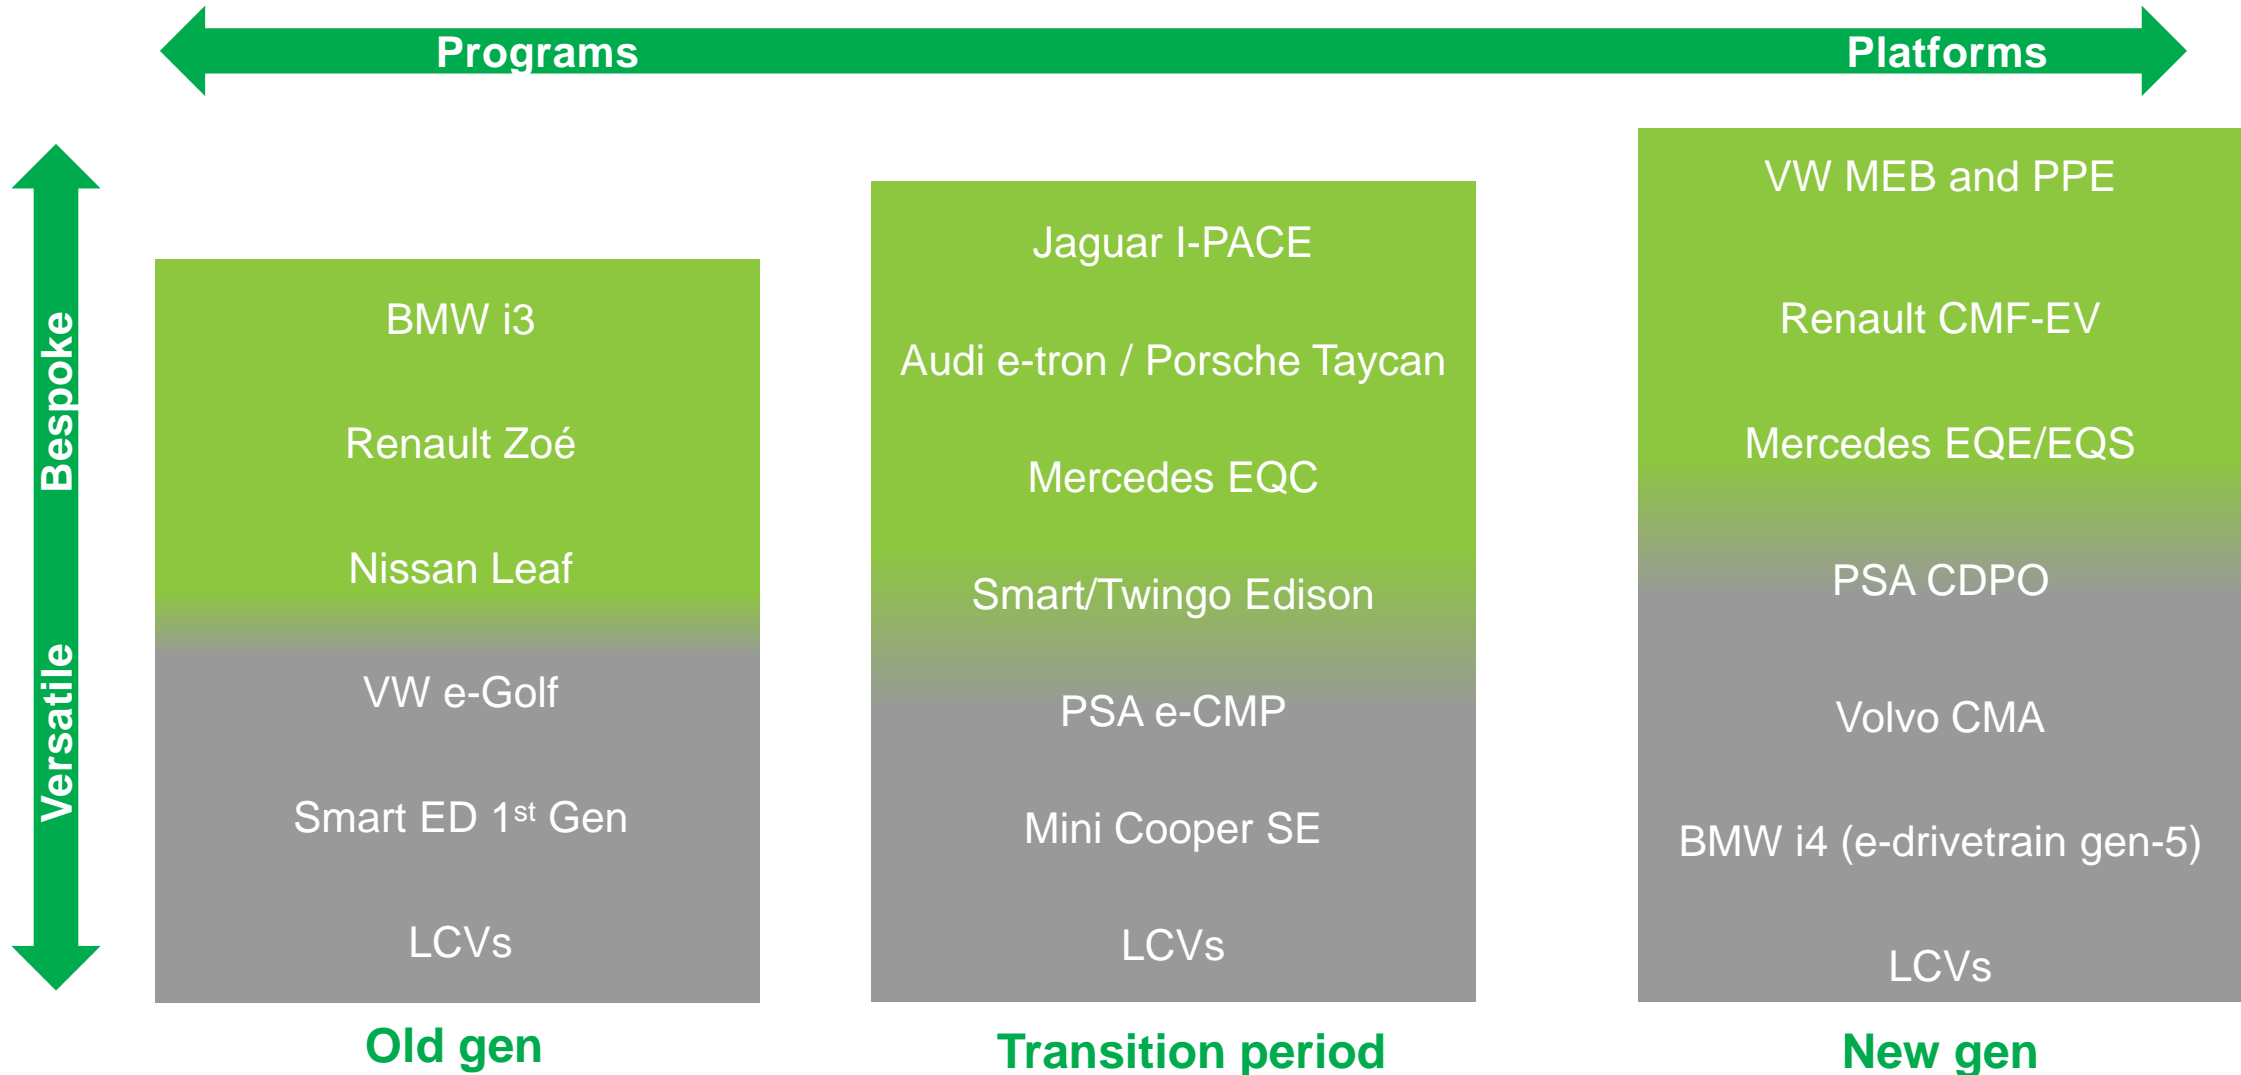 Programs
Platforms
Bespoke
Versatile
BMW i3
Renault Zoé
Nissan Leaf
VW e-Golf
Smart ED 1st Gen
LCVs
Old gen
Jaguar I-PACE
Audi e-tron / Porsche Taycan
Mercedes EQC
Smart/Twingo Edison
PSA e-CMP
Mini Cooper SE
LCVs
Transition period
VW MEB and PPE
Renault CMF-EV
Mercedes EQE/EQS
PSA CDPO
Volvo CMA
BMW i4 (e-drivetrain gen-5)
LCVs
New gen